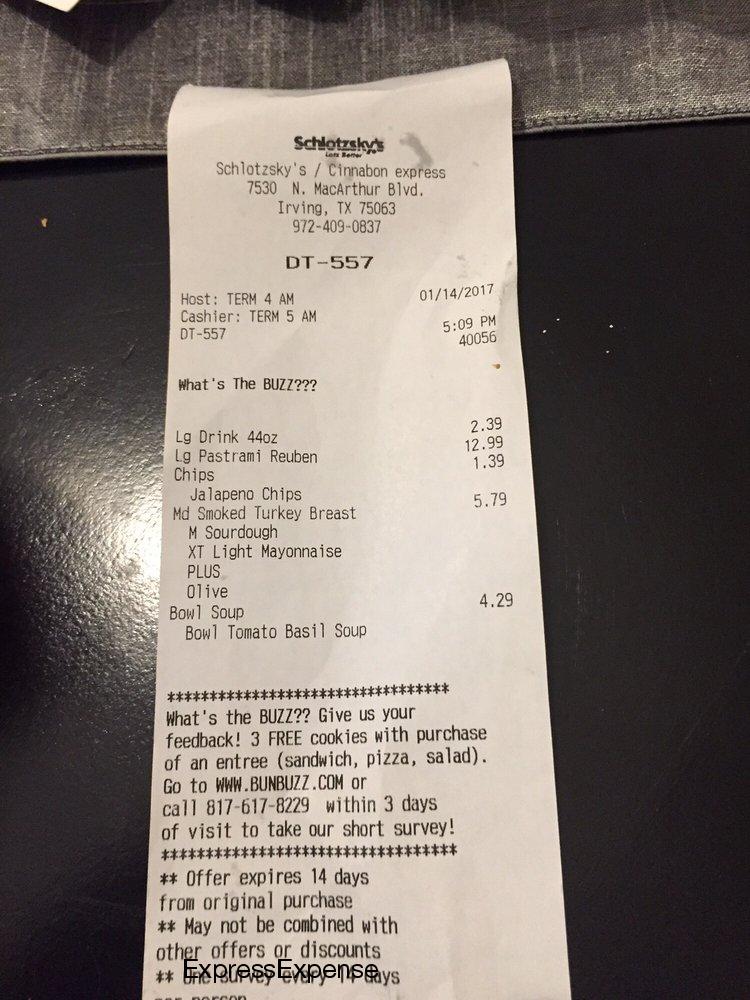 Schlotzsky's
Lotz Better
Schlotzsky's / Cinnabon express
7530 N. MacArthur Blvd.
Irving, TX 75063
972-409-0837
DT-557
Host: TERM 4 AM 01/14/2017
Cashier: TERM 5 AM 5:09 PM
DT-557 40056
What's The BUZZ???
Lg Drink 44oz 2.39
Lg Pastrami Reuben 12.99
Chips 1.39
Jalapeno Chips
Md Smoked Turkey Breast 5.79
M Sourdough
XT Light Mayonnaise
PLUS
Olive
Bowl Soup 4.29
Bowl Tomato Basil Soup
*********************************
What's the BUZZ?? Give us your
feedback! 3 FREE cookies with purchase
of an entree (sandwich, pizza, salad).
Go to WWW.BUNBUZZ.COM or
call 817-617-8229 within 3 days
of visit to take our short survey!
*********************************
** Offer expires 14 days
from original purchase
** May not be combined with
other offers or discounts
** One survey every 14 days
ExpressExpense
per person